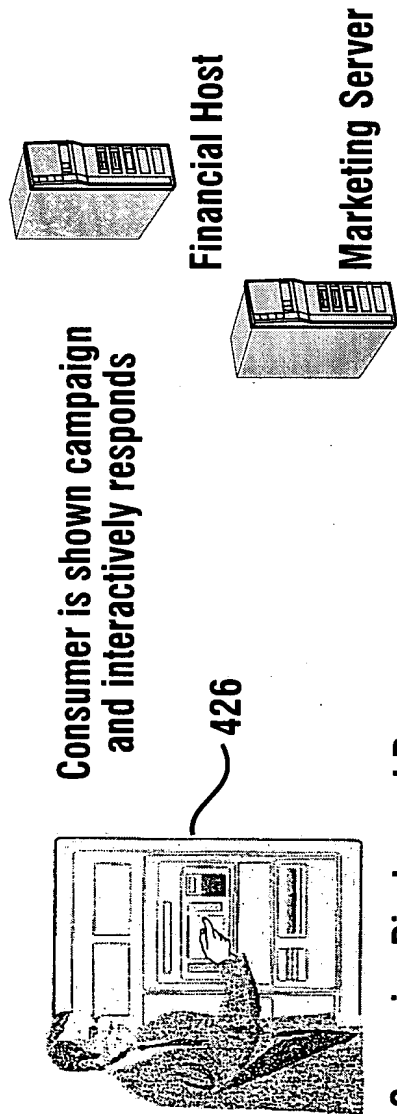 Consumer is shown campaign
and interactively responds
426
Financial Host
Marketing Server